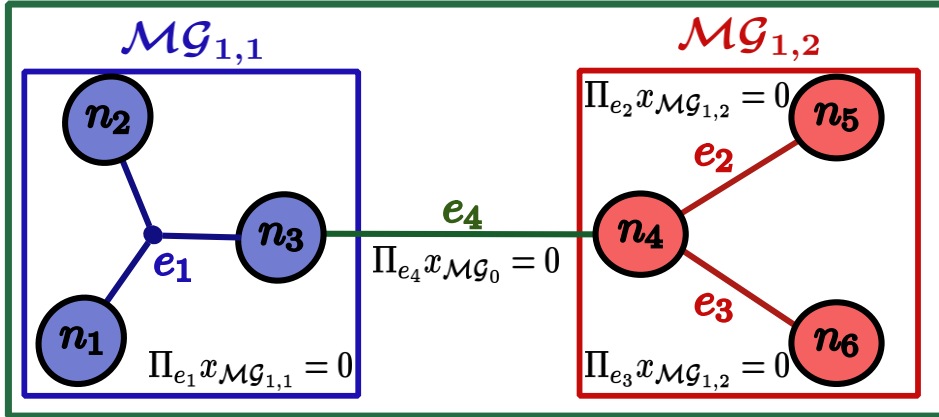 𝓜𝓖₁,₁
𝓜𝓖₁,₂
n₂
Πₑ₂x𝓜𝓖₁,₂ = 0
n₅
e₂
n₃
e₄
n₄
e₁
Πₑ₄x𝓜𝓖₀ = 0
e₃
n₁
n₆
Πₑ₁x𝓜𝓖₁,₁ = 0
Πₑ₃x𝓜𝓖₁,₂ = 0